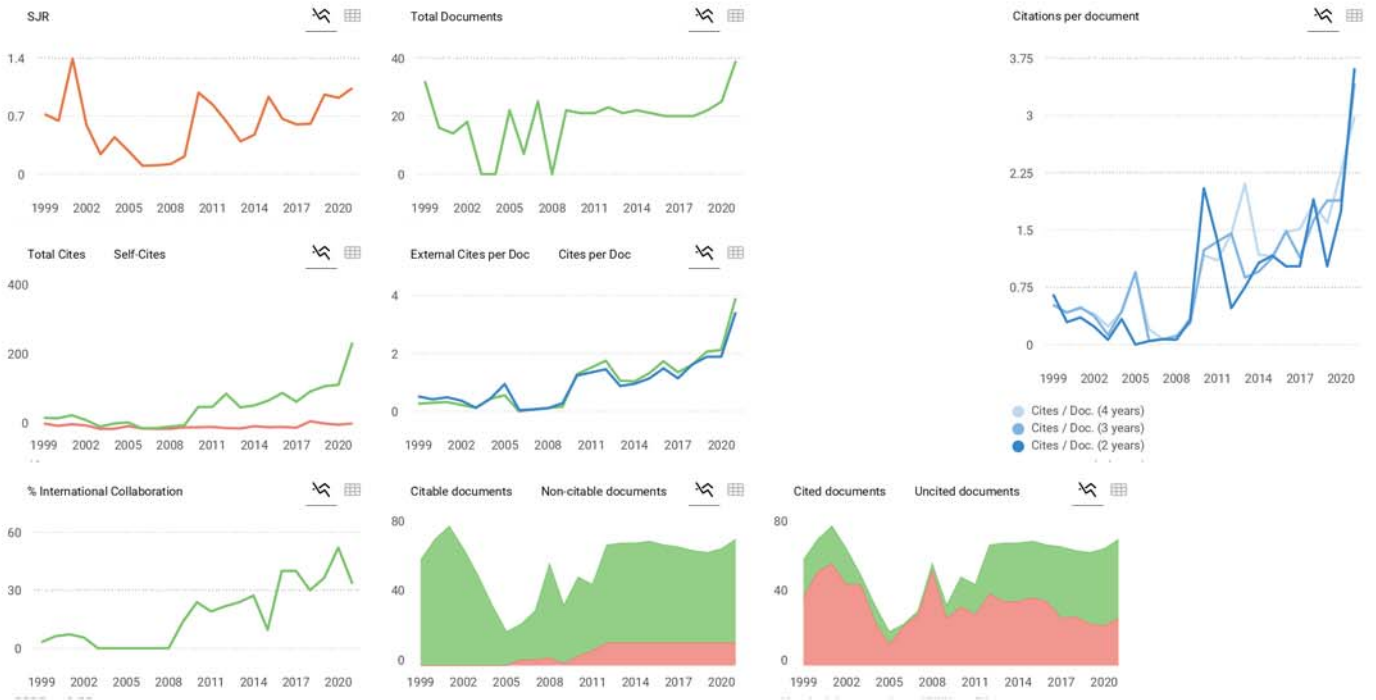 SJR
1.4
0.7
0
1999 2002 2005 2008 2011 2014 2017 2020
Total Documents
40
20
0
1999 2002 2005 2008 2011 2014 2017 2020
Citations per document
3.75
3
2.25
1.5
0.75
0
1999 2002 2005 2008 2011 2014 2017 2020
Cites / Doc. (4 years)
Cites / Doc. (3 years)
Cites / Doc. (2 years)
Total Cites Self-Cites
400
200
0
1999 2002 2005 2008 2011 2014 2017 2020
External Cites per Doc Cites per Doc
4
2
0
1999 2002 2005 2008 2011 2014 2017 2020
% International Collaboration
60
30
0
1999 2002 2005 2008 2011 2014 2017 2020
Citable documents Non-citable documents
80
40
0
1999 2002 2005 2008 2011 2014 2017 2020
Cited documents Uncited documents
80
40
0
1999 2002 2005 2008 2011 2014 2017 2020